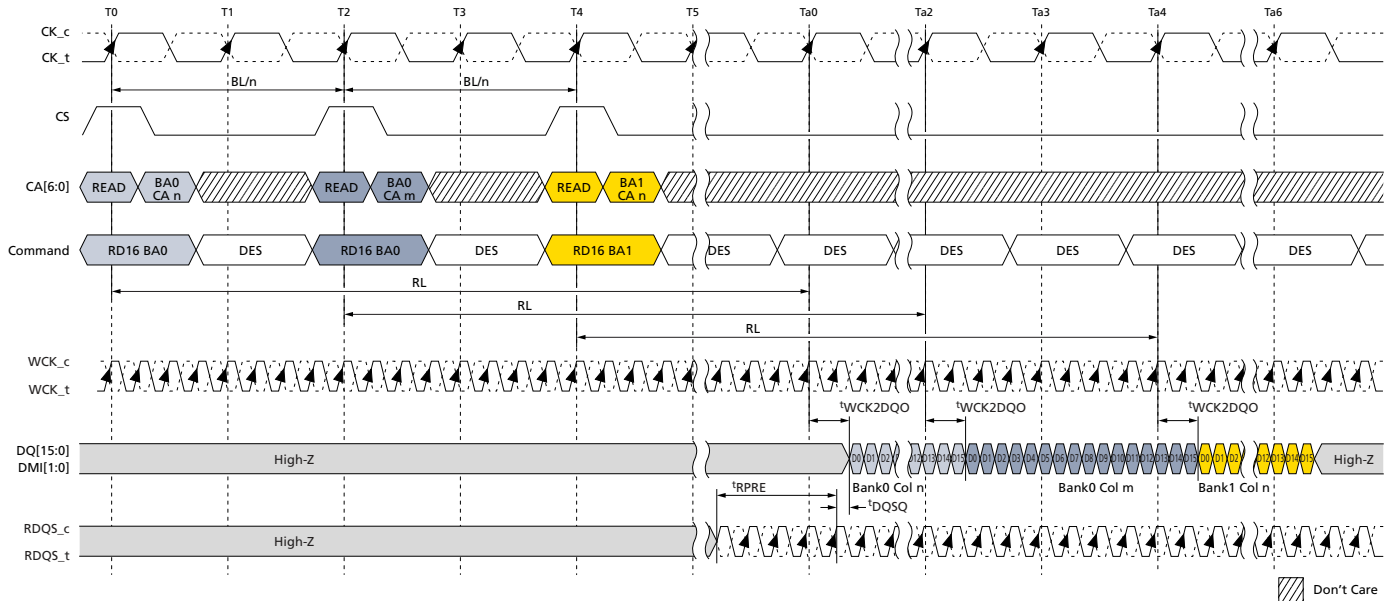 T0 T1 T2 T3 T4 T5 Ta0 Ta2 Ta3 Ta4 Ta6
CK_c
CK_t
BL/n BL/n
CS
CA[6:0] READ BA0 CA n READ BA0 CA m READ BA1 CA n
Command RD16 BA0 DES RD16 BA0 DES RD16 BA1 DES DES DES DES DES
RL
RL
RL
WCK_c
WCK_t
tWCK2DQO tWCK2DQO tWCK2DQO
DQ[15:0]
DMI[1:0]
High-Z D0 D1 D2 D12 D13 D14 D15 D0 D1 D2 D3 D4 D5 D6 D7 D8 D9 D10 D11 D12 D13 D14 D15 D0 D1 D2 D12 D13 D14 D15 High-Z
Bank0 Col n Bank0 Col m Bank1 Col n
tRPRE
tDQSQ
RDQS_c
RDQS_t
High-Z
Don't Care